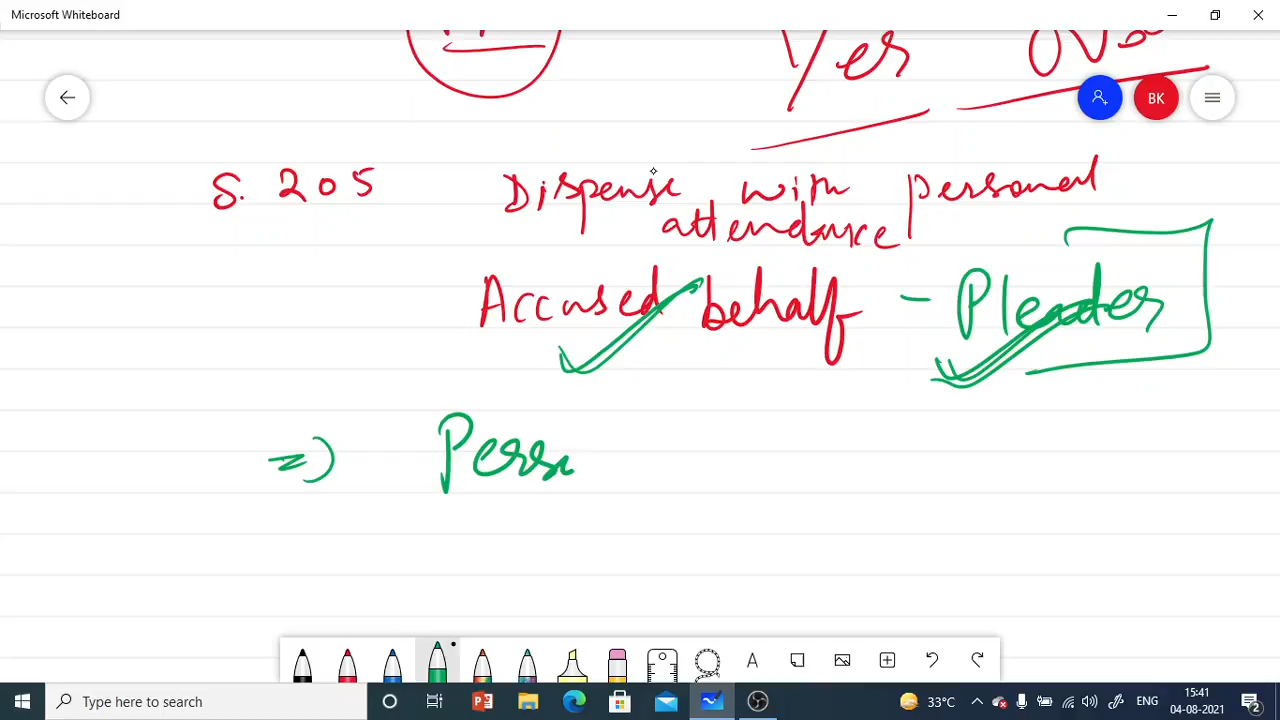 Microsoft Whiteboard
Yes
BK
S. 205 Dispense with personal
attendance
Accused behalf - Pleader
=> Perso
A
Type here to search
33°C
ENG
15:41
04-08-2021
2